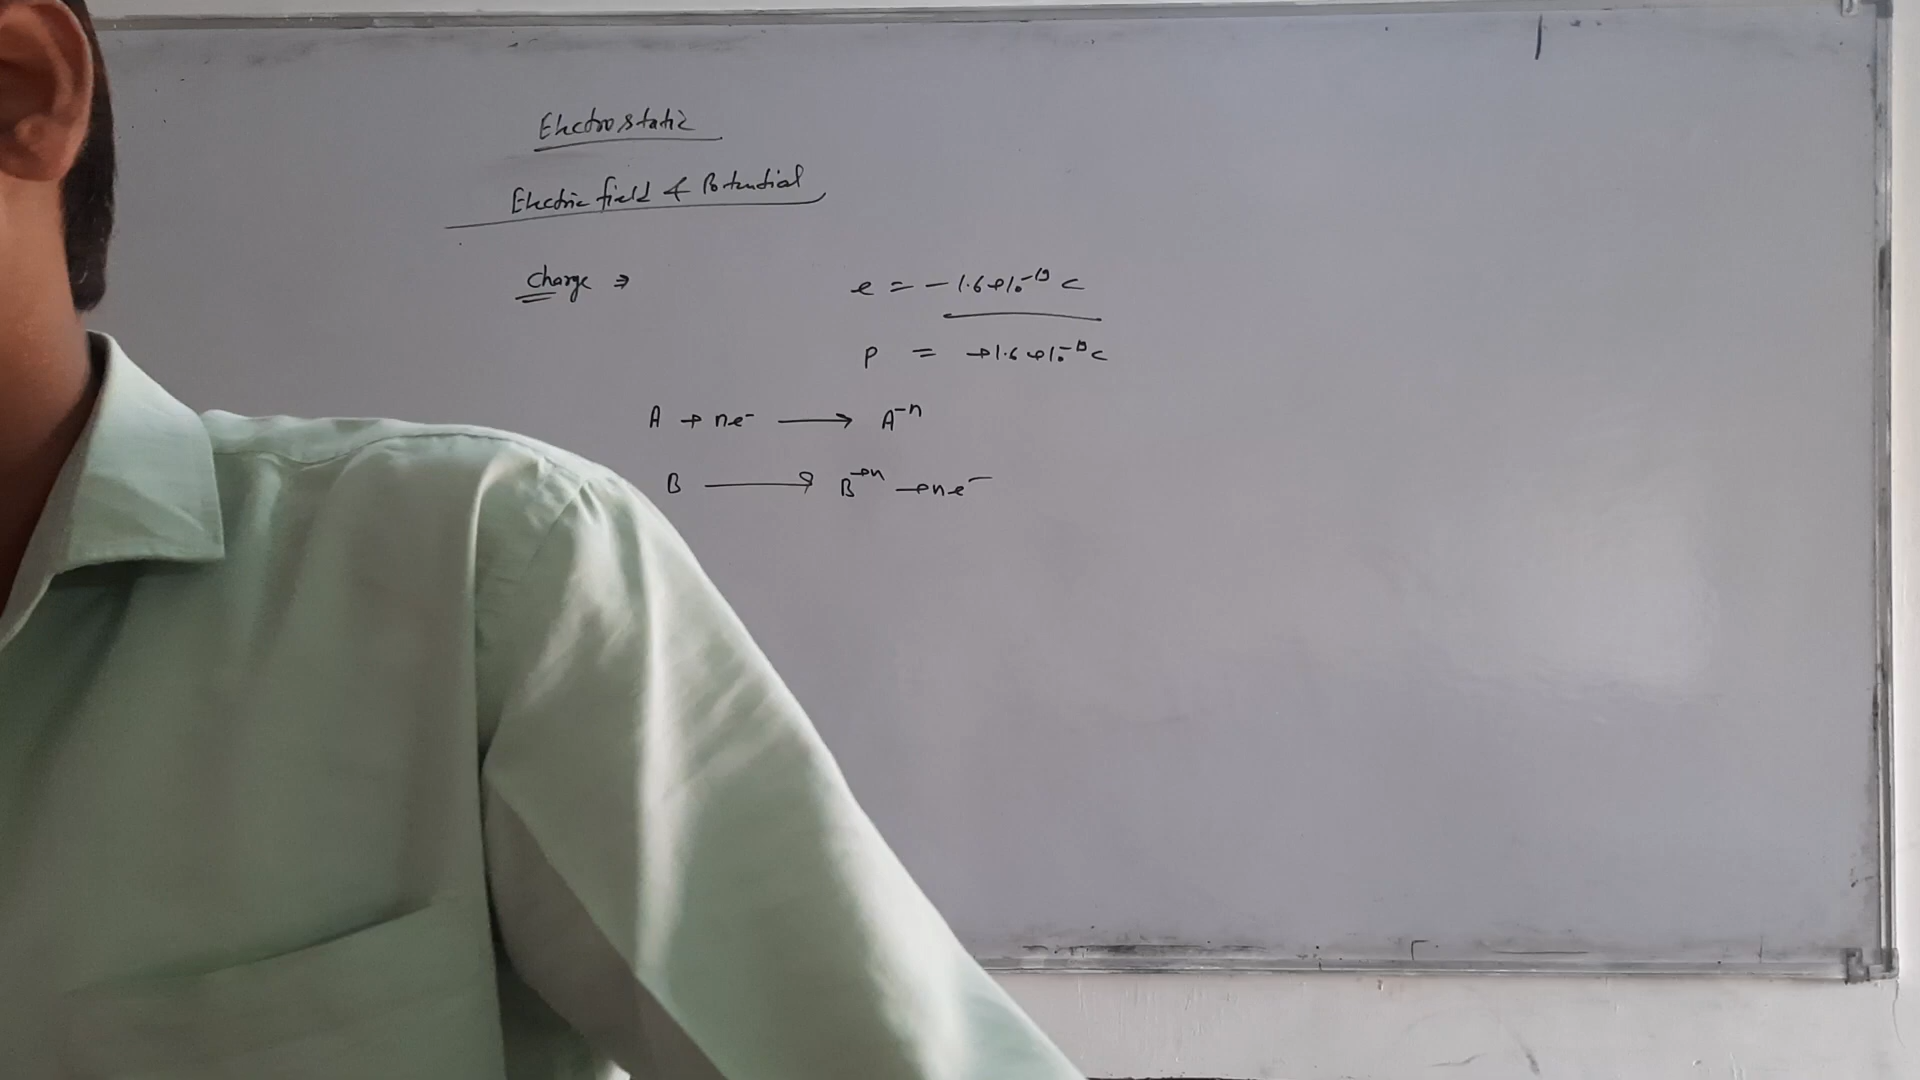 Electrostatic
Electric field & Potential
Charge ⇒
e = - 1.6 × 10⁻¹⁹ C
P = +1.6 × 10⁻¹⁹ C
A + ne⁻ ⟶ A⁻ⁿ
B ⟶ B⁺ⁿ + ne⁻